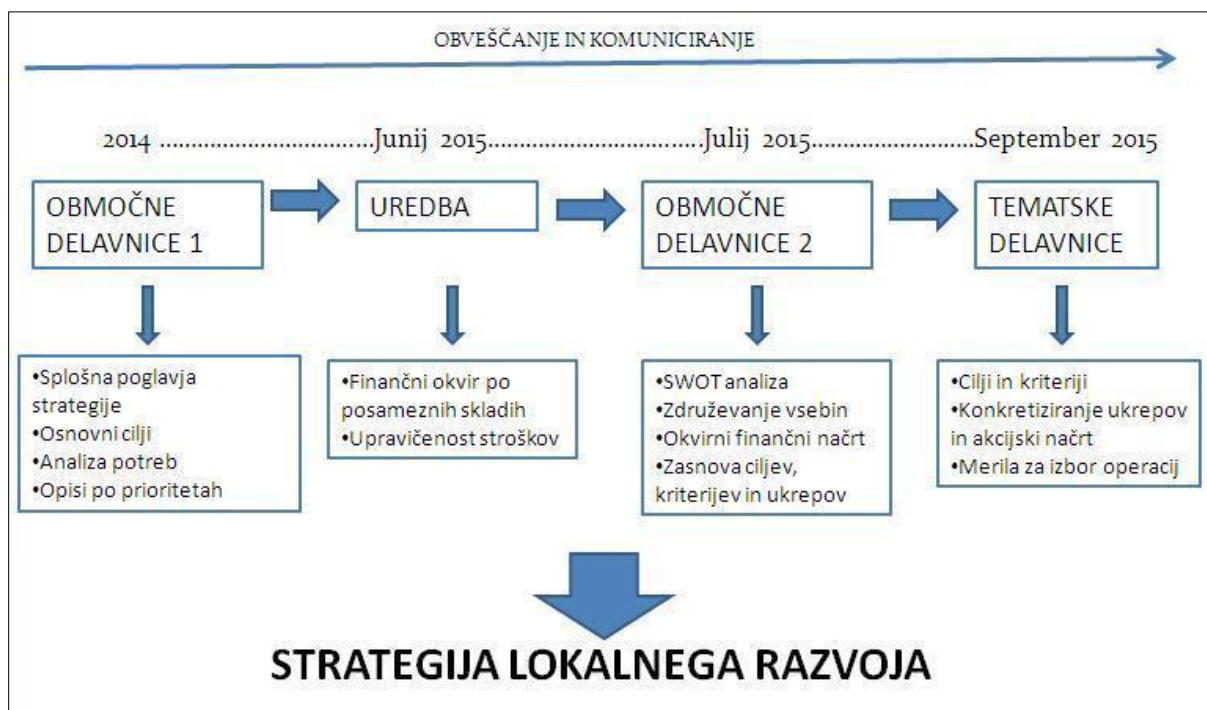 OBVEŠČANJE IN KOMUNICIRANJE
2014 ..................................Junij 2015..................................Julij 2015..........................September 2015
OBMOČNE
DELAVNICE 1
UREDBA
OBMOČNE
DELAVNICE 2
TEMATSKE
DELAVNICE
•Splošna poglavja
strategije
•Osnovni cilji
•Analiza potreb
•Opisi po prioritetah
•Finančni okvir po
posameznih skladih
•Upravičenost stroškov
•SWOT analiza
•Združevanje vsebin
•Okvirni finančni načrt
•Zasnova ciljev,
kriterijev in ukrepov
•Cilji in kriteriji
•Konkretiziranje ukrepov
in akcijski načrt
•Merila za izbor operacij
STRATEGIJA LOKALNEGA RAZVOJA